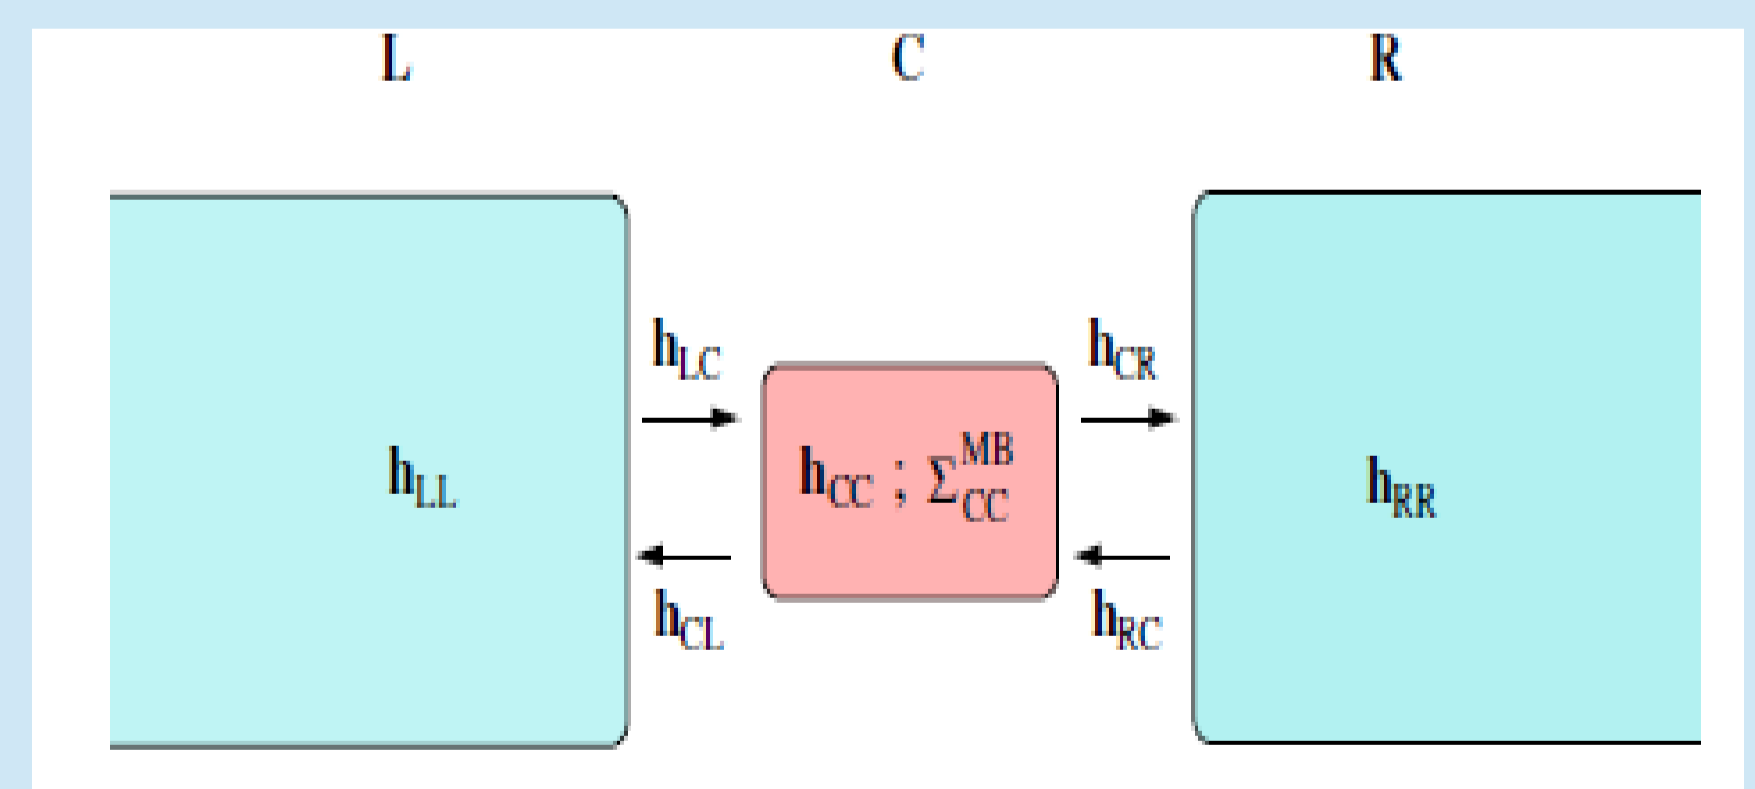 L C R
h_LC h_CR
h_LL h_CC ; Σ_CC^MB h_RR
h_CL h_RC